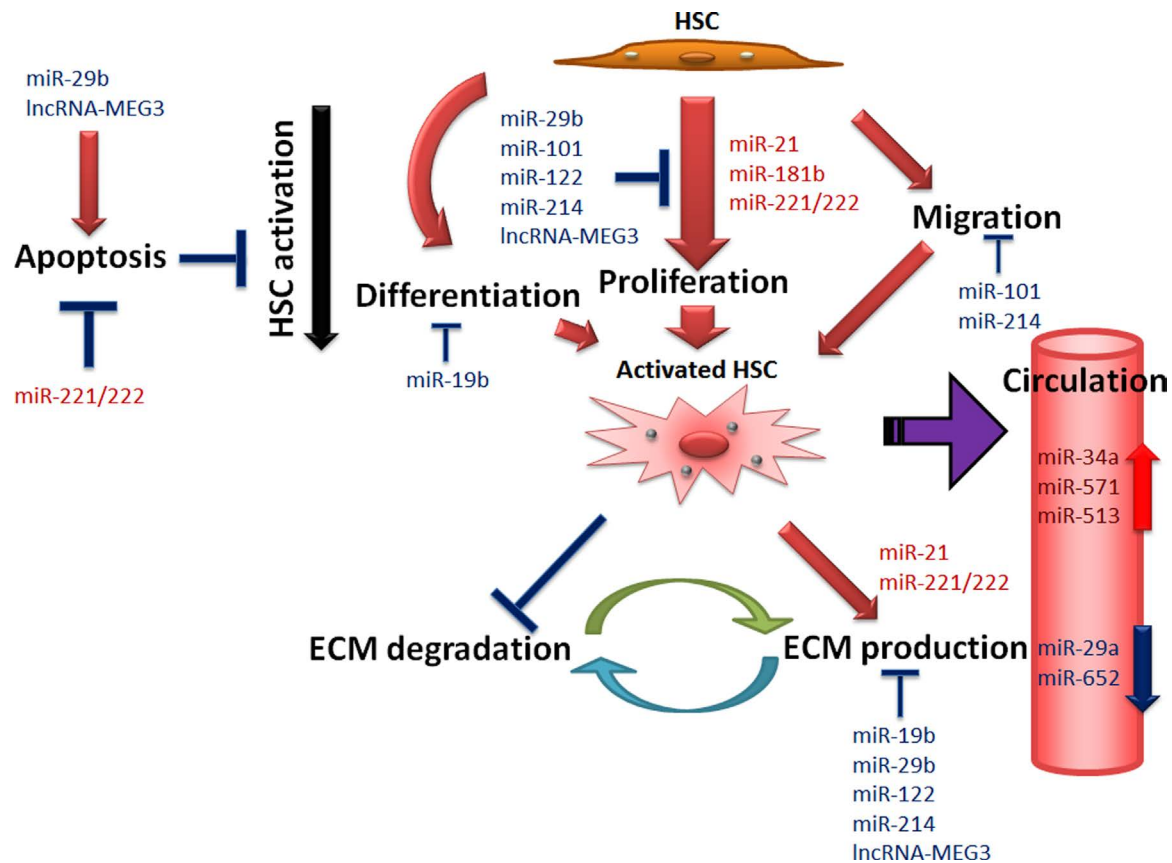 HSC
miR-29b
lncRNA-MEG3
Apoptosis
miR-221/222
HSC activation
miR-29b
miR-101
miR-122
miR-214
lncRNA-MEG3
miR-21
miR-181b
miR-221/222
Migration
miR-101
miR-214
Differentiation
miR-19b
Proliferation
Activated HSC
Circulation
miR-34a
miR-571
miR-513
miR-29a
miR-652
miR-21
miR-221/222
ECM degradation
ECM production
miR-19b
miR-29b
miR-122
miR-214
lncRNA-MEG3